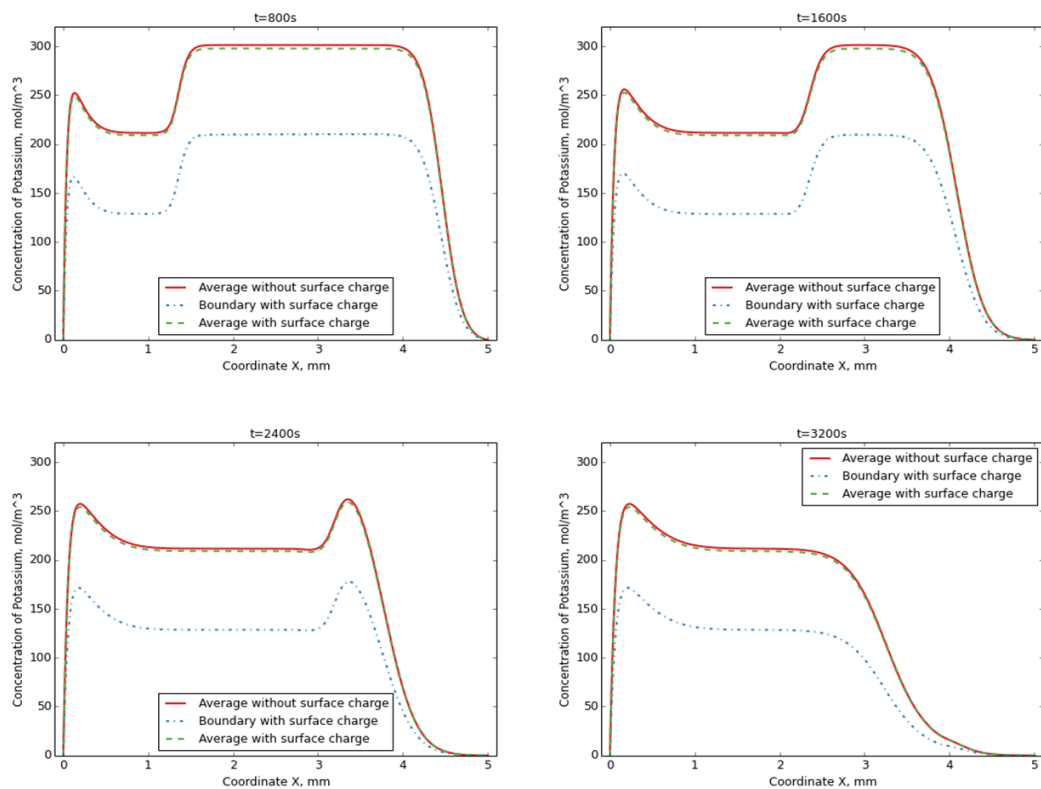 t=800s
Concentration of Potassium, mol/m^3
300
250
200
150
100
50
0
Average without surface charge
Boundary with surface charge
Average with surface charge
0 1 2 3 4 5
Coordinate X, mm
t=1600s
Concentration of Potassium, mol/m^3
300
250
200
150
100
50
0
Average without surface charge
Boundary with surface charge
Average with surface charge
0 1 2 3 4 5
Coordinate X, mm
t=2400s
Concentration of Potassium, mol/m^3
300
250
200
150
100
50
0
Average without surface charge
Boundary with surface charge
Average with surface charge
0 1 2 3 4 5
Coordinate X, mm
t=3200s
Concentration of Potassium, mol/m^3
300
250
200
150
100
50
0
Average without surface charge
Boundary with surface charge
Average with surface charge
0 1 2 3 4 5
Coordinate X, mm